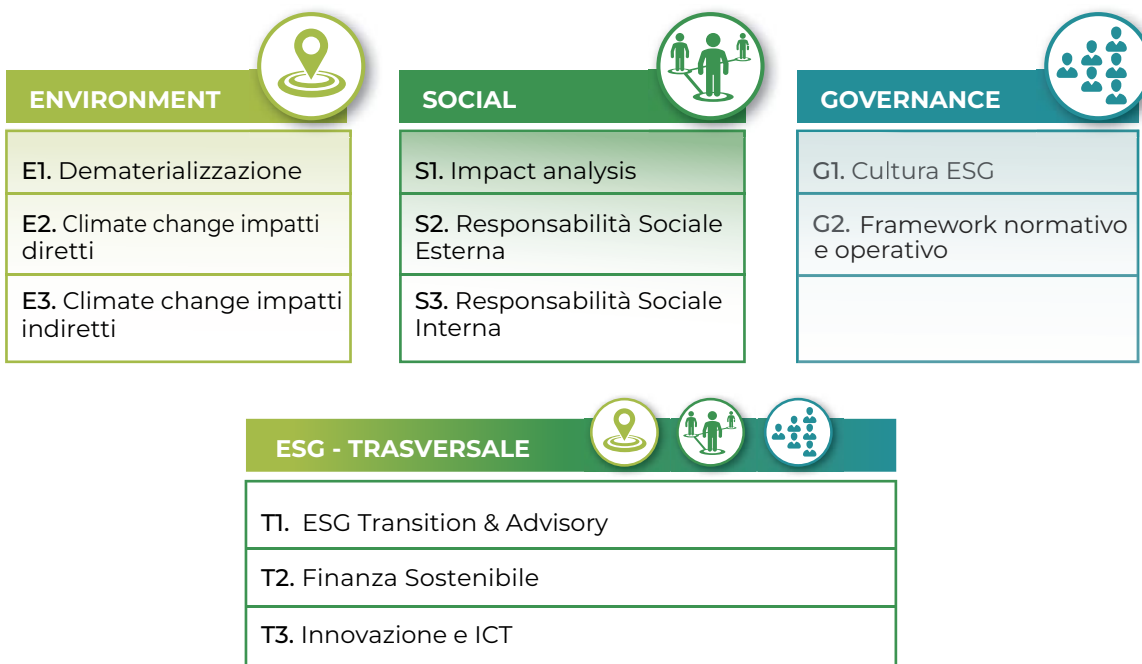 ENVIRONMENT
E1. Dematerializzazione
E2. Climate change impatti
diretti
E3. Climate change impatti
indiretti
SOCIAL
S1. Impact analysis
S2. Responsabilità Sociale
Esterna
S3. Responsabilità Sociale
Interna
GOVERNANCE
G1. Cultura ESG
G2. Framework normativo
e operativo
ESG - TRASVERSALE
T1. ESG Transition & Advisory
T2. Finanza Sostenibile
T3. Innovazione e ICT